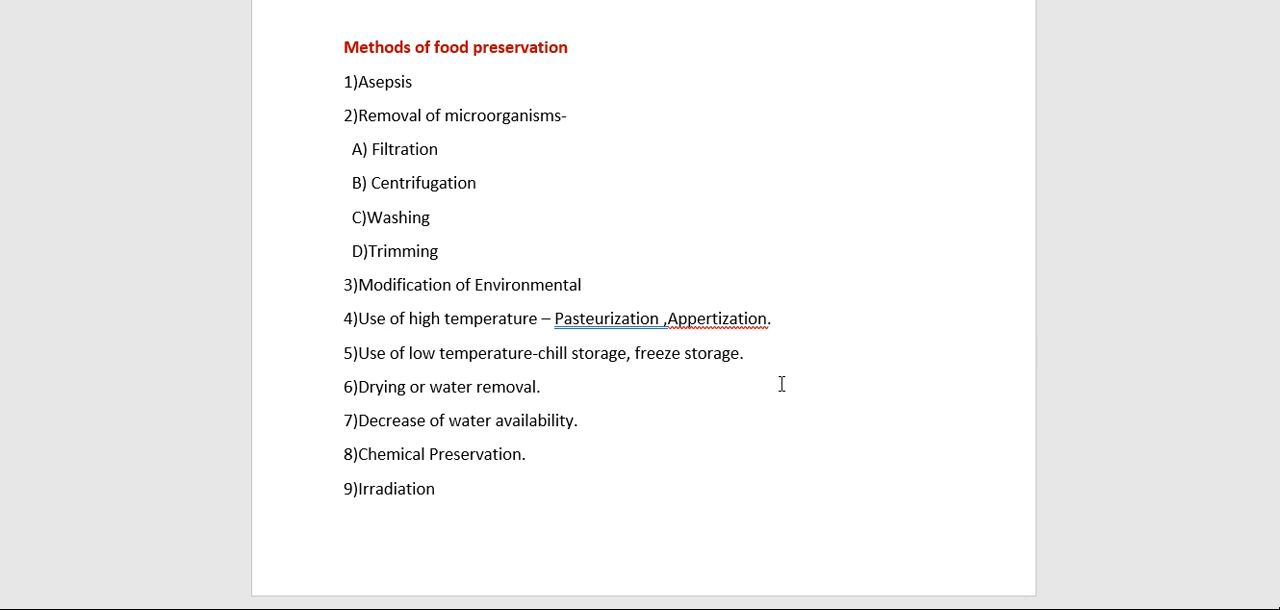 Methods of food preservation
1)Asepsis
2)Removal of microorganisms-
A) Filtration
B) Centrifugation
C)Washing
D)Trimming
3)Modification of Environmental
4)Use of high temperature – Pasteurization ,Appertization.
5)Use of low temperature-chill storage, freeze storage.
6)Drying or water removal.
7)Decrease of water availability.
8)Chemical Preservation.
9)Irradiation